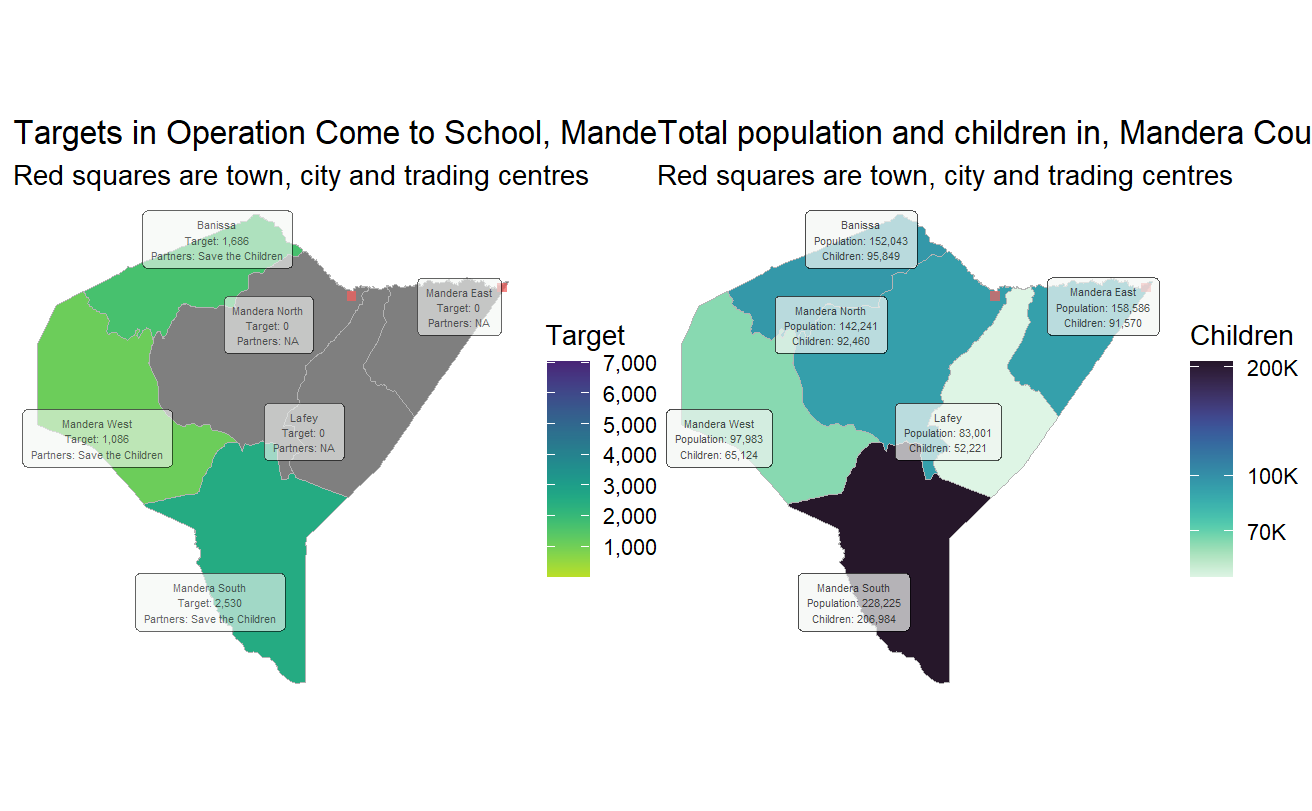 Targets in Operation Come to School, Mande
Red squares are town, city and trading centres
Banissa
Target: 1,686
Partners: Save the Children
Mandera North
Target: 0
Partners: NA
Mandera East
Target: 0
Partners: NA
Mandera West
Target: 1,086
Partners: Save the Children
Lafey
Target: 0
Partners: NA
Mandera South
Target: 2,530
Partners: Save the Children
Target
7,000
6,000
5,000
4,000
3,000
2,000
1,000
Total population and children in, Mandera Cou
Red squares are town, city and trading centres
Banissa
Population: 152,043
Children: 95,849
Mandera North
Population: 142,241
Children: 92,460
Mandera East
Population: 158,586
Children: 91,570
Mandera West
Population: 97,983
Children: 65,124
Lafey
Population: 83,001
Children: 52,221
Mandera South
Population: 228,225
Children: 206,984
Children
200K
100K
70K